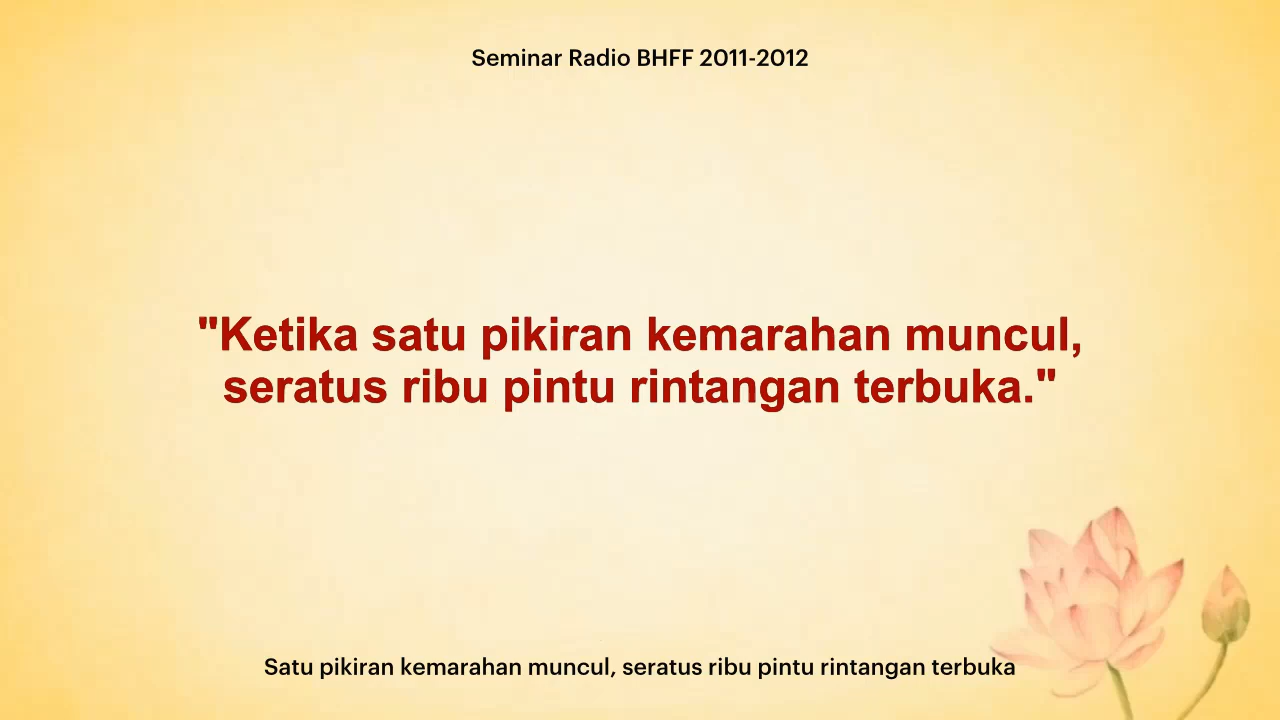 Seminar Radio BHFF 2011-2012
"Ketika satu pikiran kemarahan muncul,
seratus ribu pintu rintangan terbuka."
Satu pikiran kemarahan muncul, seratus ribu pintu rintangan terbuka